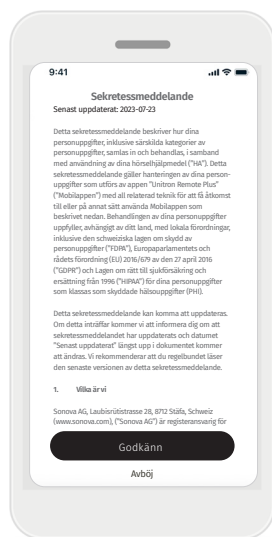 9:41
Sekretessmeddelande
Senast uppdaterat: 2023-07-23
Detta sekretessmeddelande beskriver hur dina
personuppgifter, inklusive särskilda kategorier av
personuppgifter, samlas in och behandlas, i samband
med användning av dina hörselhjälpmedel ("HA"). Detta
sekretessmeddelande gäller hanteringen av dina person-
uppgifter som utförs av appen "Unitron Remote Plus"
("Mobilappen") med all relaterad teknik för att få åtkomst
till eller på annat sätt använda Mobilappen som
beskrivet nedan. Behandlingen av dina personuppgifter
uppfyller, avhängigt av ditt land, med lokala förordningar,
inklusive den schweiziska lagen om skydd av
personuppgifter ("FDPA"), Europaparlamentets och
rådets förordning (EU) 2016/679 av den 27 april 2016
("GDPR") och Lagen om rätt till sjukförsäkring och
ersättning från 1996 ("HIPAA") för dina personuppgifter
som klassas som skyddade hälsouppgifter (PHI).
Detta sekretessmeddelande kan komma att uppdateras.
Om detta inträffar kommer vi att informera dig om att
sekretessmeddelandet har uppdaterats och datumet
"Senast uppdaterat" längst upp i dokumentet kommer
att ändras. Vi rekommenderar att du regelbundet läser
den senaste versionen av detta sekretessmeddelande.
1. Vilka är vi
Sonova AG, Laubisrütistrasse 28, 8712 Stäfa, Schweiz
(www.sonova.com), ("Sonova AG") är registeransvarig för
Godkänn
Avböj